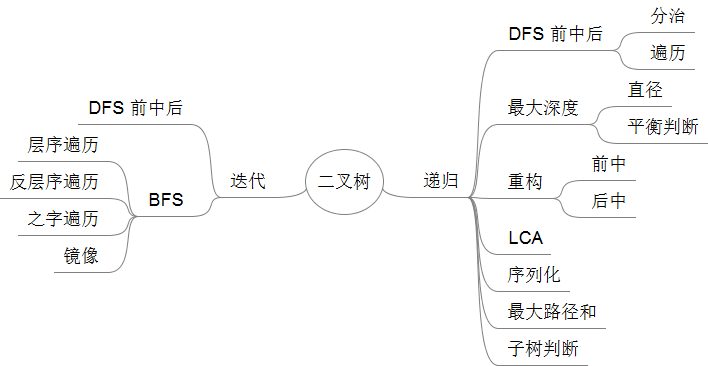 二叉树
迭代
DFS 前中后
BFS
层序遍历
反层序遍历
之字遍历
镜像
递归
DFS 前中后
分治
遍历
最大深度
直径
平衡判断
重构
前中
后中
LCA
序列化
最大路径和
子树判断